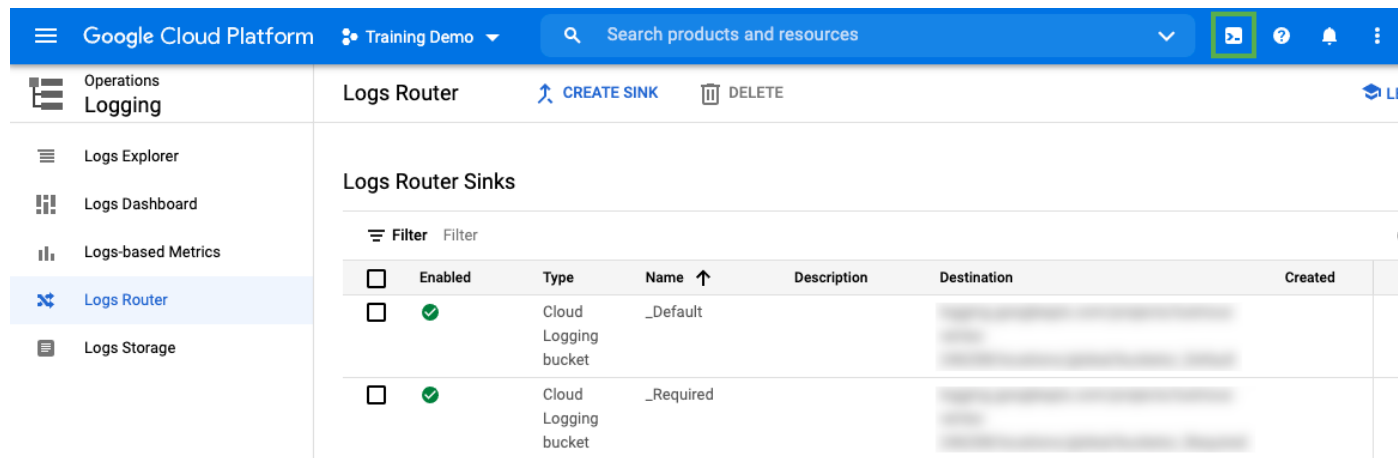 Google Cloud Platform Training Demo Search products and resources
Operations
Logging
Logs Router CREATE SINK DELETE
Logs Explorer
Logs Dashboard
Logs-based Metrics
Logs Router
Logs Storage
Logs Router Sinks
Filter Filter
Enabled Type Name Description Destination Created
Cloud _Default
Logging
bucket
Cloud _Required
Logging
bucket